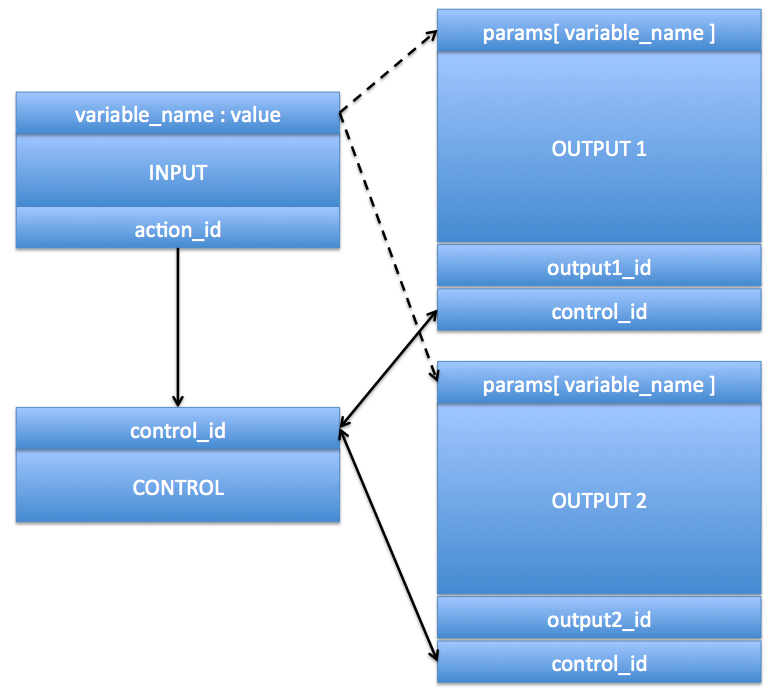 variable_name : value
INPUT
action_id
control_id
CONTROL
params[ variable_name ]
OUTPUT 1
output1_id
control_id
params[ variable_name ]
OUTPUT 2
output2_id
control_id